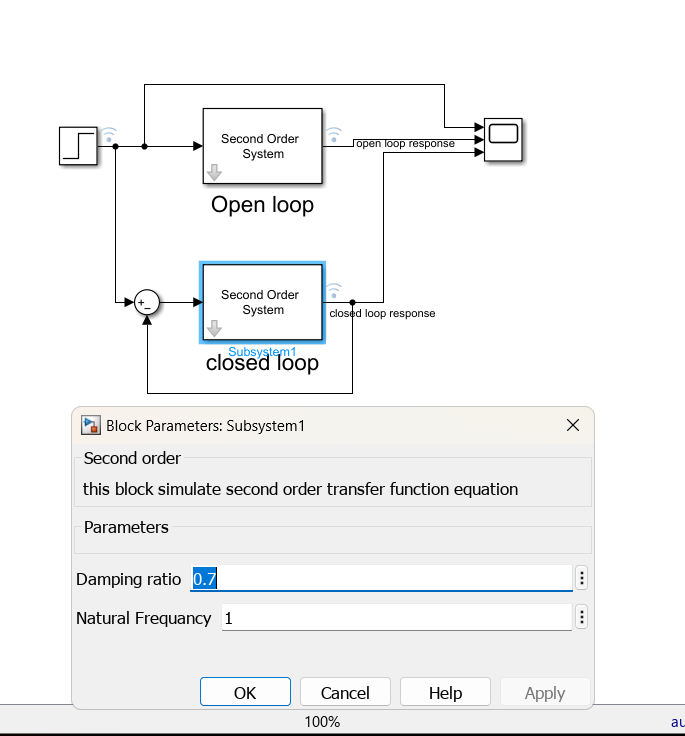 Second Order
System
open loop response
Open loop
+
−
Second Order
System
closed loop response
Subsystem1
closed loop
Block Parameters: Subsystem1
Second order
this block simulate second order transfer function equation
Parameters
Damping ratio 0.7
Natural Frequancy 1
OK Cancel Help Apply
100% au